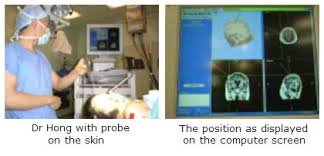 Dr Hong with probe
on the skin
The position as displayed
on the computer screen